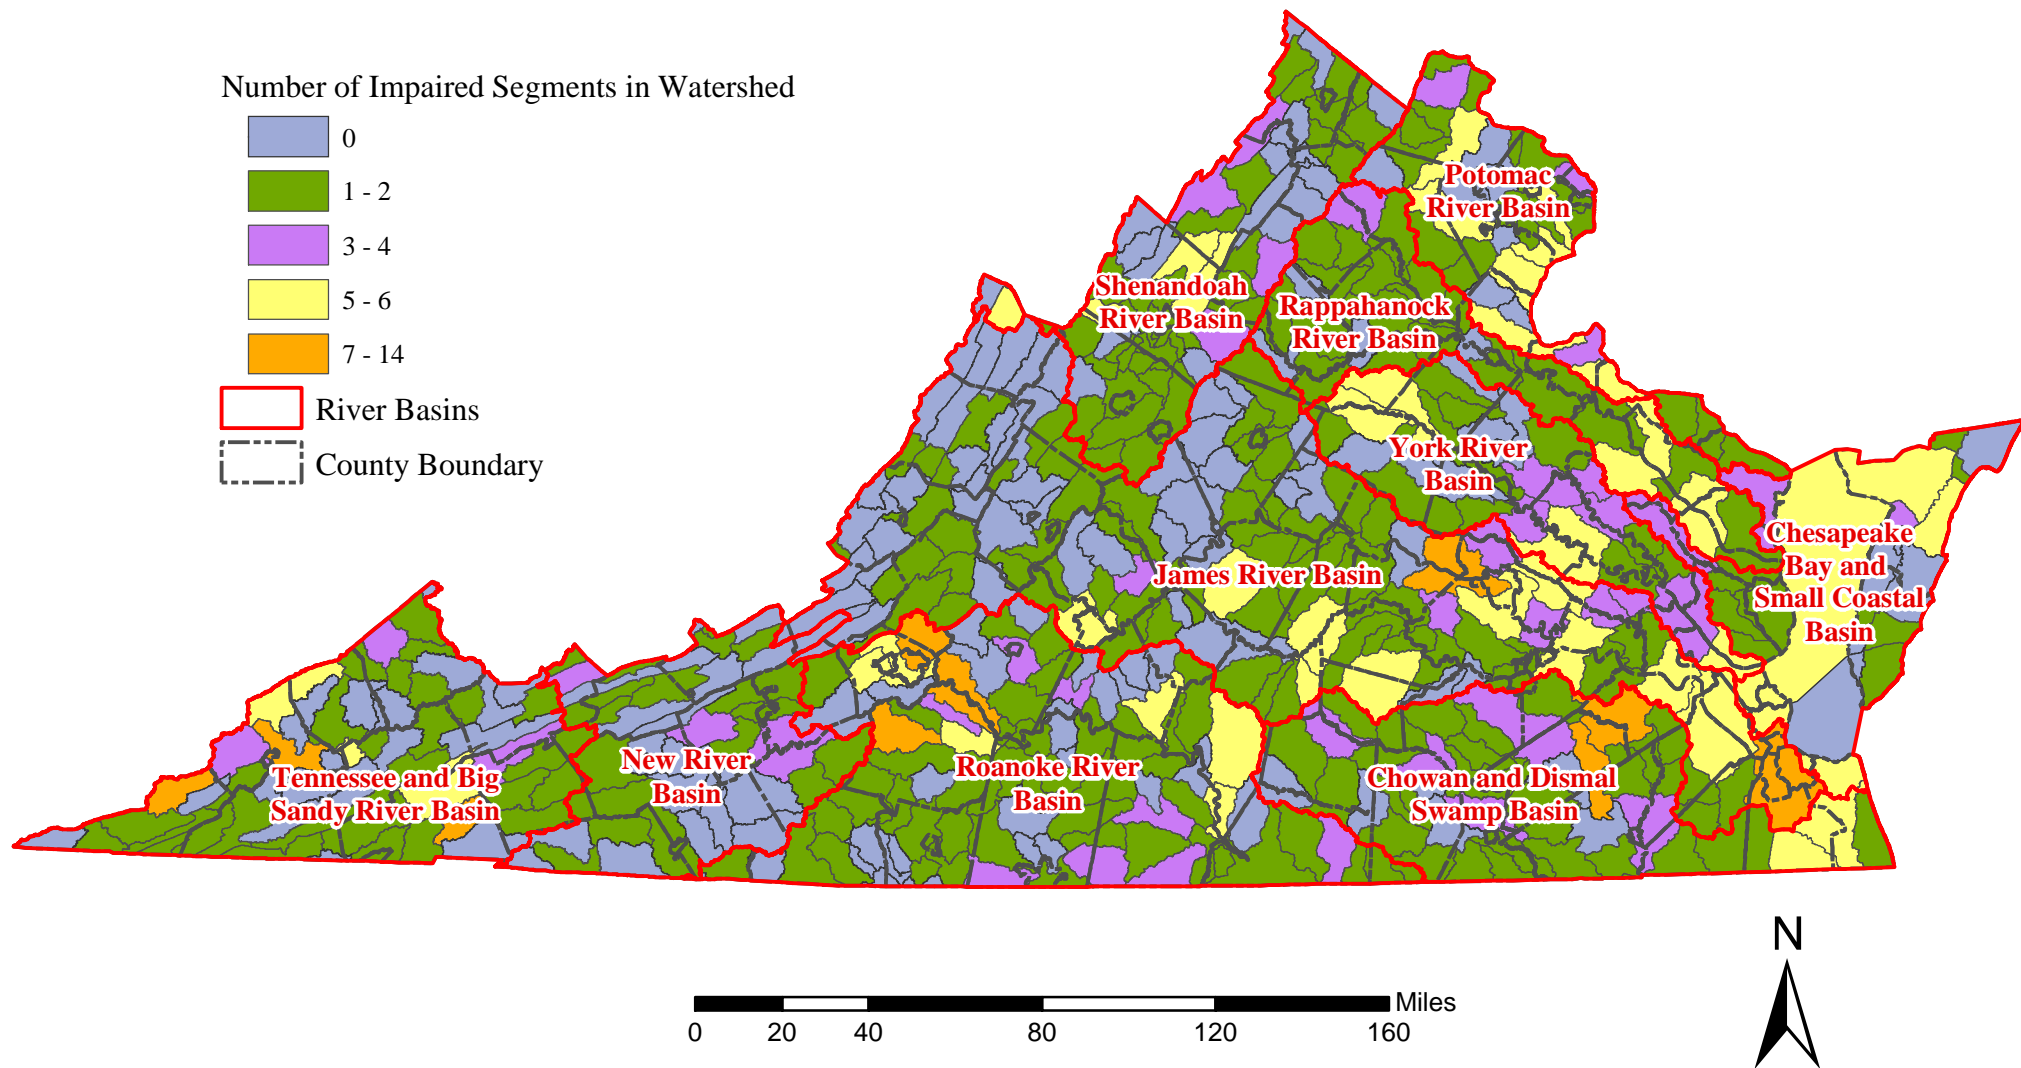 Number of Impaired Segments in Watershed
0
1 - 2
3 - 4
5 - 6
7 - 14
River Basins
County Boundary
Potomac
River Basin
Shenandoah
River Basin
Rappahanock
River Basin
York River
Basin
Chesapeake
Bay and
Small Coastal
Basin
James River Basin
Tennessee and Big
Sandy River Basin
New River
Basin
Roanoke River
Basin
Chowan and Dismal
Swamp Basin
N
Miles
0 20 40 80 120 160